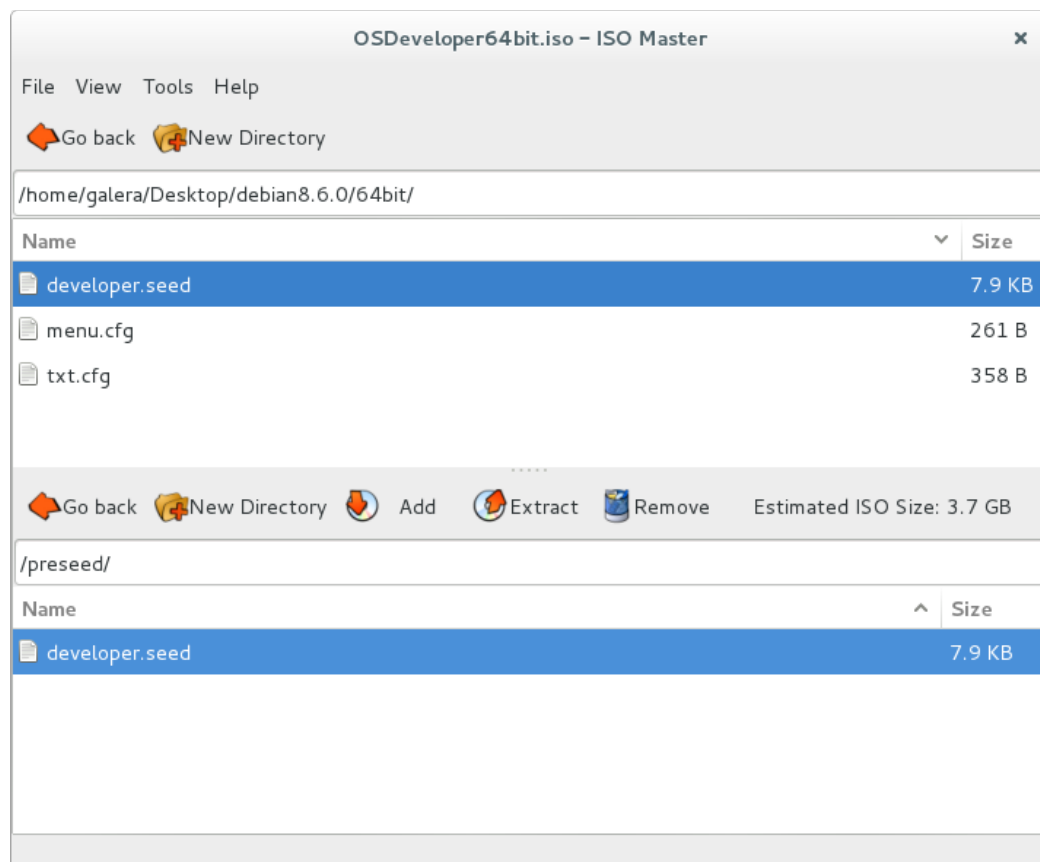 OSDeveloper64bit.iso – ISO Master
File View Tools Help
Go back New Directory
/home/galera/Desktop/debian8.6.0/64bit/
Name Size
developer.seed 7.9 KB
menu.cfg 261 B
txt.cfg 358 B
Go back New Directory Add Extract Remove Estimated ISO Size: 3.7 GB
/preseed/
Name Size
developer.seed 7.9 KB